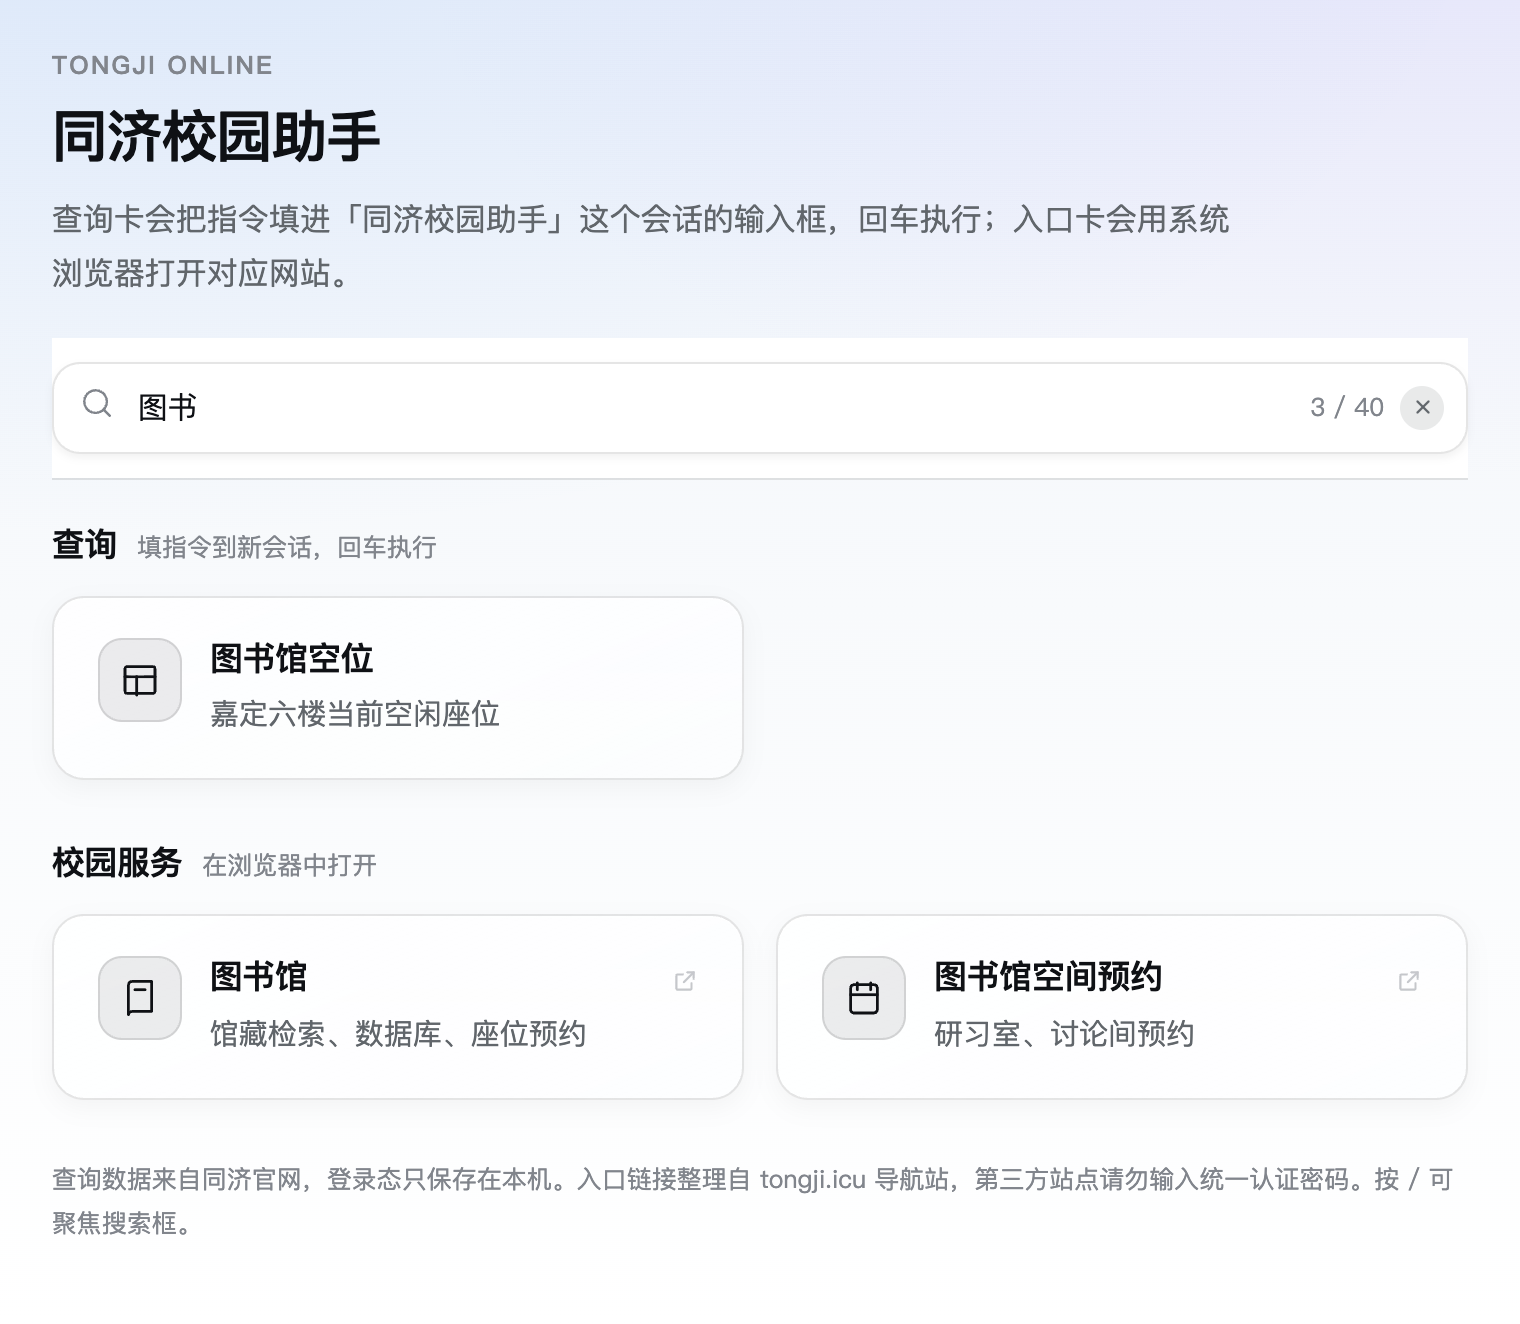 TONGJI ONLINE
同济校园助手
查询卡会把指令填进「同济校园助手」这个会话的输入框，回车执行；入口卡会用系统
浏览器打开对应网站。
图书 3 / 40
查询 填指令到新会话，回车执行
图书馆空位
嘉定六楼当前空闲座位
校园服务 在浏览器中打开
图书馆
馆藏检索、数据库、座位预约
图书馆空间预约
研习室、讨论间预约
查询数据来自同济官网，登录态只保存在本机。入口链接整理自 tongji.icu 导航站，第三方站点请勿输入统一认证密码。按 / 可
聚焦搜索框。